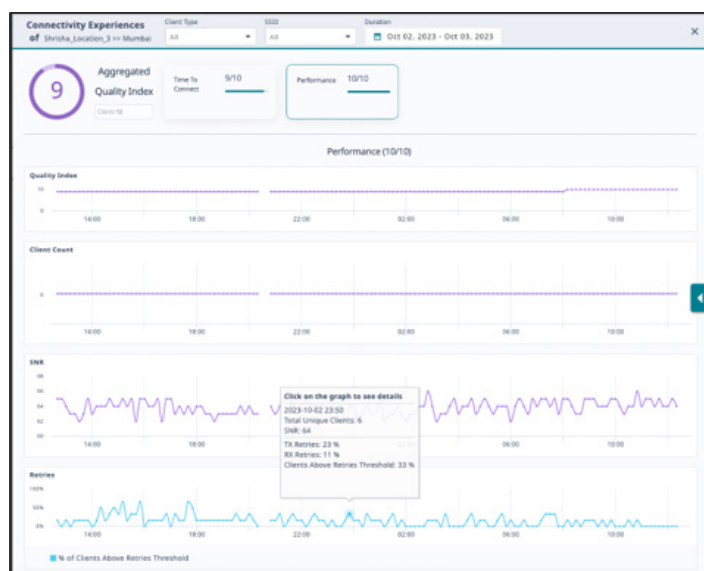 Connectivity Experiences
of Shrisha_Location_3 >> Mumbai
Client Type
All
SSID
All
Duration
Oct 02, 2023 - Oct 03, 2023
9
Aggregated
Quality Index
Time To
Connect
9/10
Performance
10/10
Performance (10/10)
Quality Index
10
0
14:00 18:00 22:00 02:00 06:00 10:00
Client Count
6
14:00 18:00 22:00 02:00 06:00 10:00
SNR
68
66
64
62
60
14:00 18:00 02:00 06:00 10:00
Click on the graph to see details
2023-10-02 23:50
Total Unique Clients: 6
SNR: 64
TX Retries: 23 %
RX Retries: 11 %
Clients Above Retries Threshold: 33 %
Retries
100%
50%
0%
14:00 18:00 22:00 02:00 06:00 10:00
% of Clients Above Retries Threshold